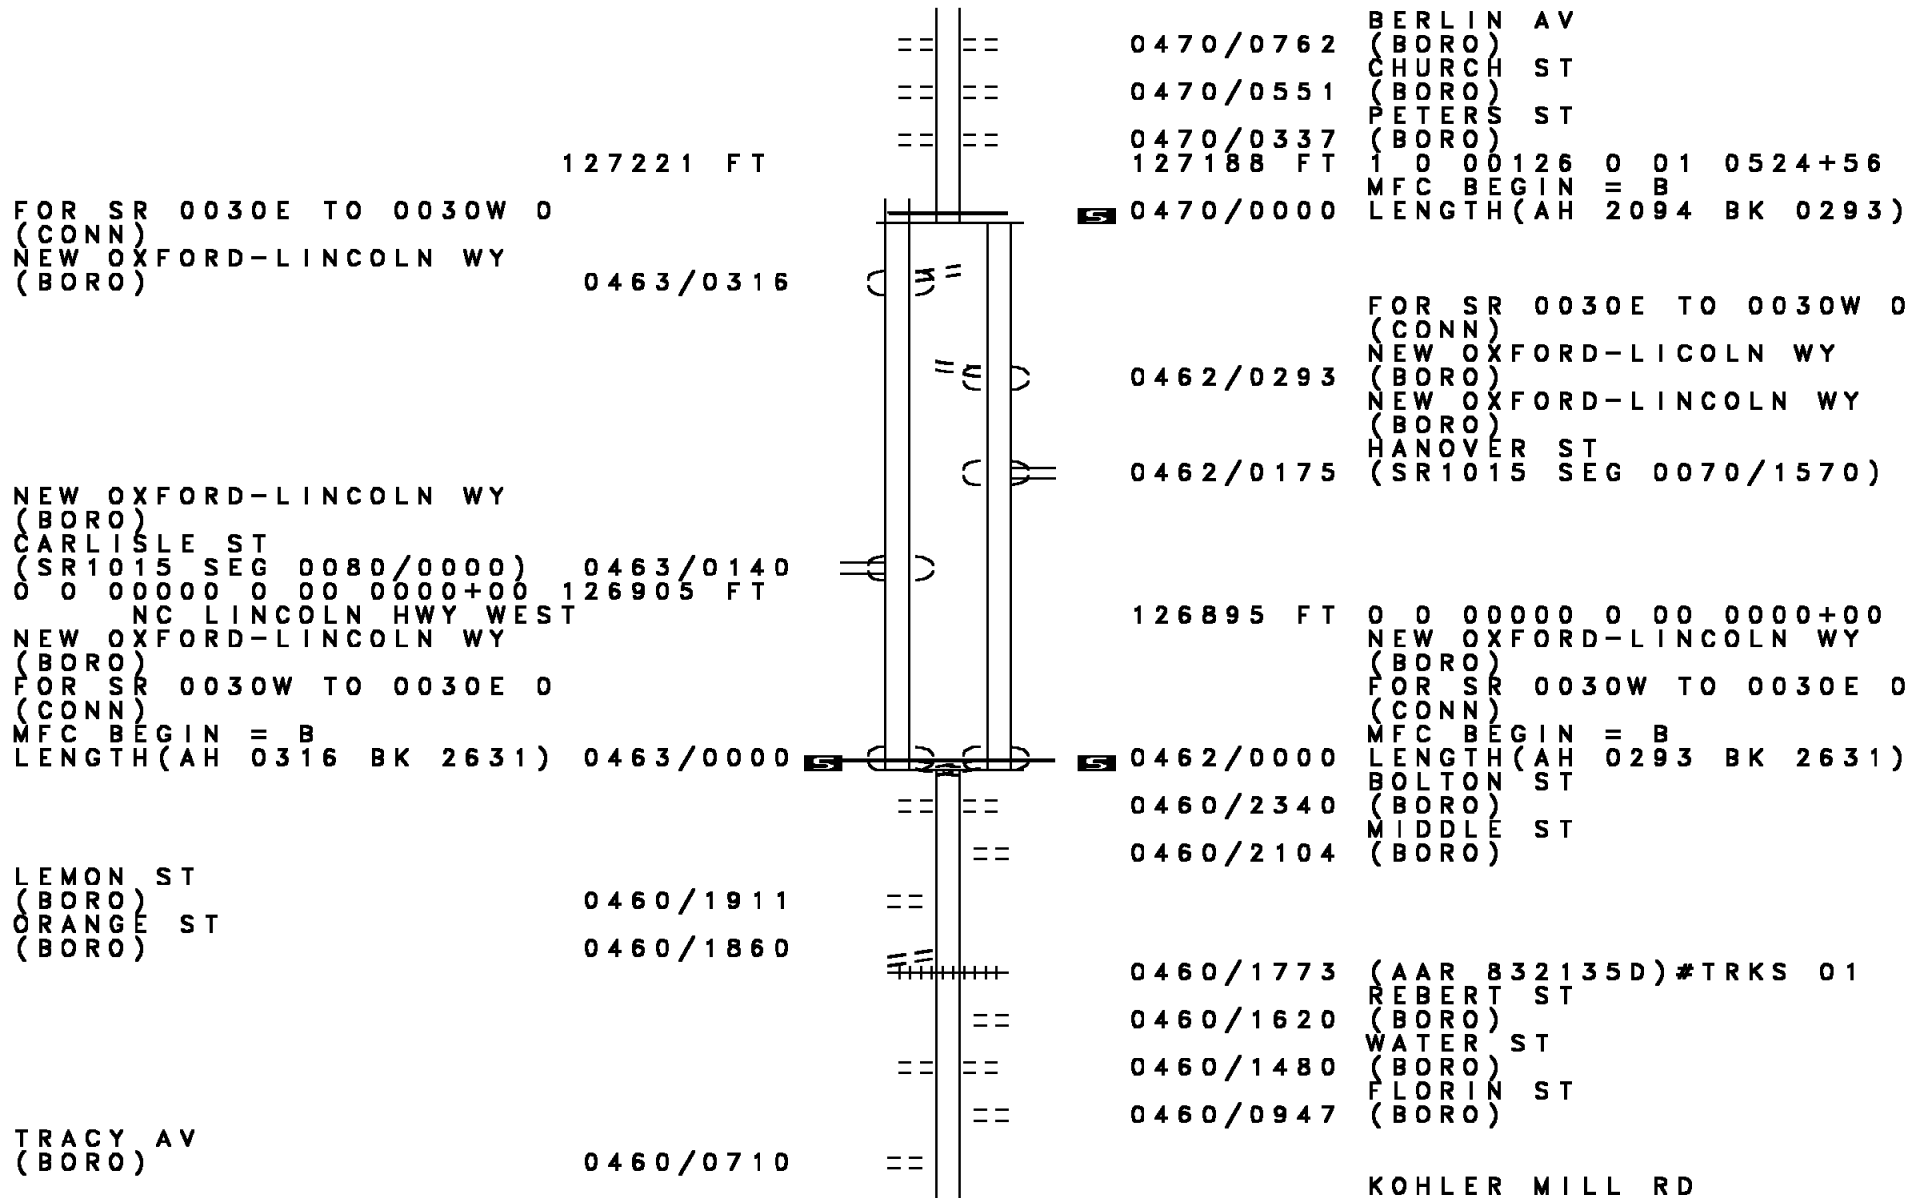 BERLIN AV
0470/0762 (BORO)
CHURCH ST
0470/0551 (BORO)
PETERS ST
0470/0337 (BORO)
127221 FT
127188 FT 1 0 00126 0 01 0524+56
MFC BEGIN = B
FOR SR 0030E TO 0030W 0
5 0470/0000 LENGTH(AH 2094 BK 0293)
(CONN)
NEW OXFORD-LINCOLN WY
(BORO) 0463/0316
FOR SR 0030E TO 0030W 0
(CONN)
NEW OXFORD-LICOLN WY
0462/0293 (BORO)
NEW OXFORD-LINCOLN WY
(BORO)
HANOVER ST
0462/0175 (SR1015 SEG 0070/1570)
NEW OXFORD-LINCOLN WY
(BORO)
CARLISLE ST
(SR1015 SEG 0080/0000) 0463/0140
0 0 00000 0 00 0000+00 126905 FT
NC LINCOLN HWY WEST
NEW OXFORD-LINCOLN WY
(BORO)
FOR SR 0030W TO 0030E 0
(CONN)
MFC BEGIN = B
LENGTH(AH 0316 BK 2631) 0463/0000 5
126895 FT 0 0 00000 0 00 0000+00
NEW OXFORD-LINCOLN WY
(BORO)
FOR SR 0030W TO 0030E 0
(CONN)
MFC BEGIN = B
5 0462/0000 LENGTH(AH 0293 BK 2631)
BOLTON ST
0460/2340 (BORO)
MIDDLE ST
0460/2104 (BORO)
LEMON ST
(BORO) 0460/1911
ORANGE ST
(BORO) 0460/1860
0460/1773 (AAR 832135D)#TRKS 01
REBERT ST
0460/1620 (BORO)
WATER ST
0460/1480 (BORO)
FLORIN ST
0460/0947 (BORO)
TRACY AV
(BORO) 0460/0710
KOHLER MILL RD